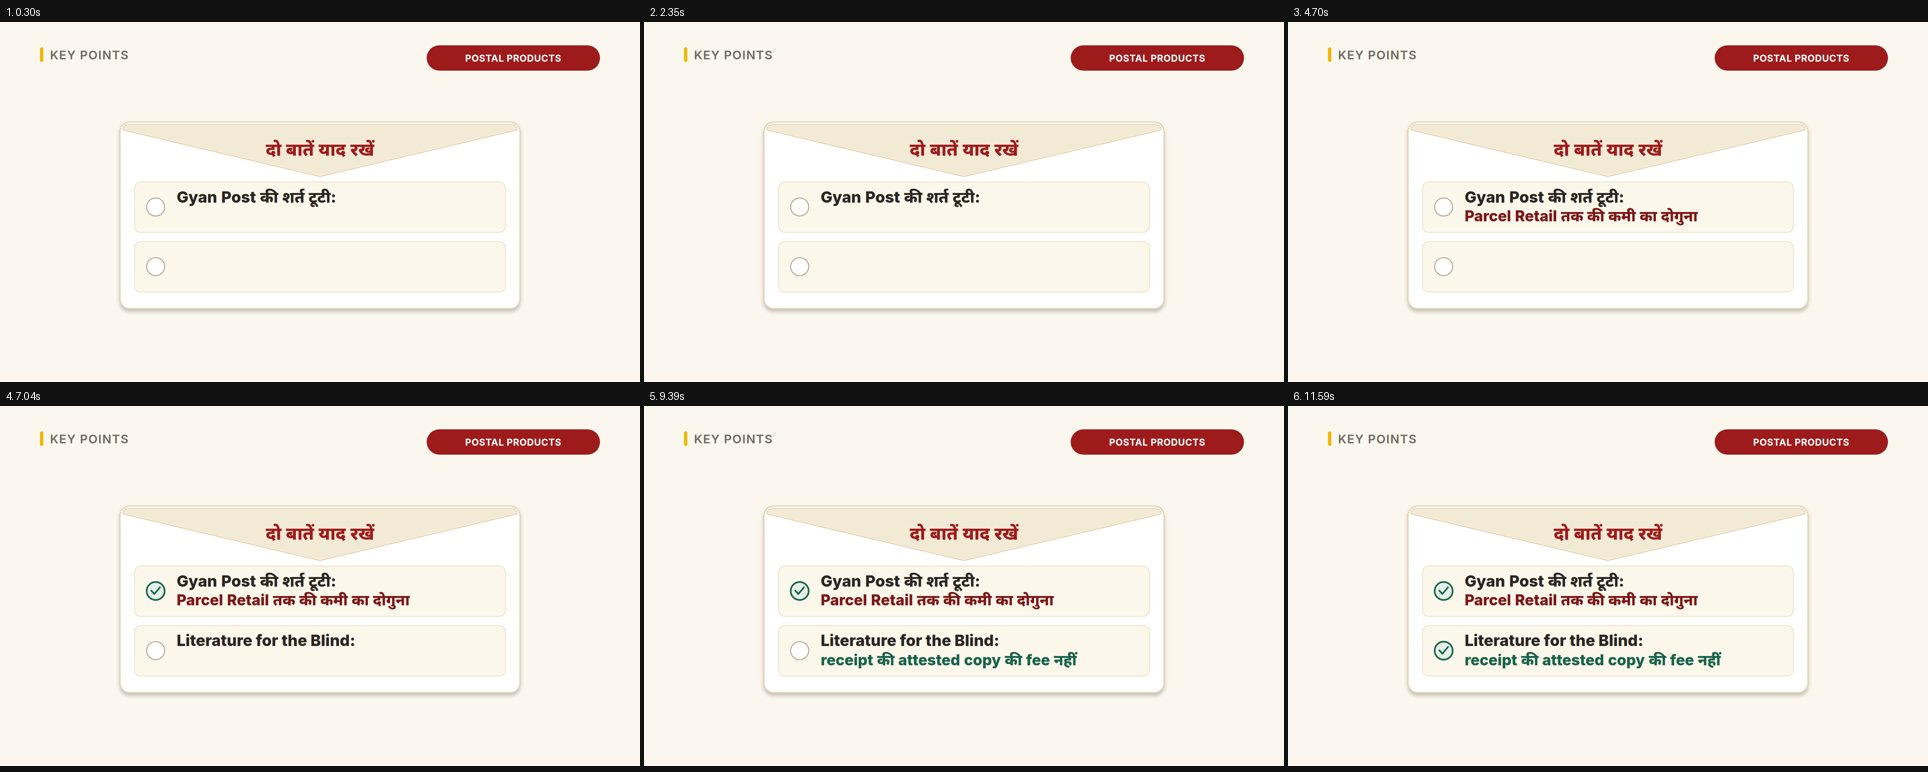 1. 0.30s
KEY POINTS
POSTAL PRODUCTS
दो बातें याद रखें
Gyan Post की शर्त टूटी:
2. 2.35s
KEY POINTS
POSTAL PRODUCTS
दो बातें याद रखें
Gyan Post की शर्त टूटी:
3. 4.70s
KEY POINTS
POSTAL PRODUCTS
दो बातें याद रखें
Gyan Post की शर्त टूटी:
Parcel Retail तक की कमी का दोगुना
4. 7.04s
KEY POINTS
POSTAL PRODUCTS
दो बातें याद रखें
Gyan Post की शर्त टूटी:
Parcel Retail तक की कमी का दोगुना
Literature for the Blind:
5. 9.39s
KEY POINTS
POSTAL PRODUCTS
दो बातें याद रखें
Gyan Post की शर्त टूटी:
Parcel Retail तक की कमी का दोगुना
Literature for the Blind:
receipt की attested copy की fee नहीं
6. 11.59s
KEY POINTS
POSTAL PRODUCTS
दो बातें याद रखें
Gyan Post की शर्त टूटी:
Parcel Retail तक की कमी का दोगुना
Literature for the Blind:
receipt की attested copy की fee नहीं